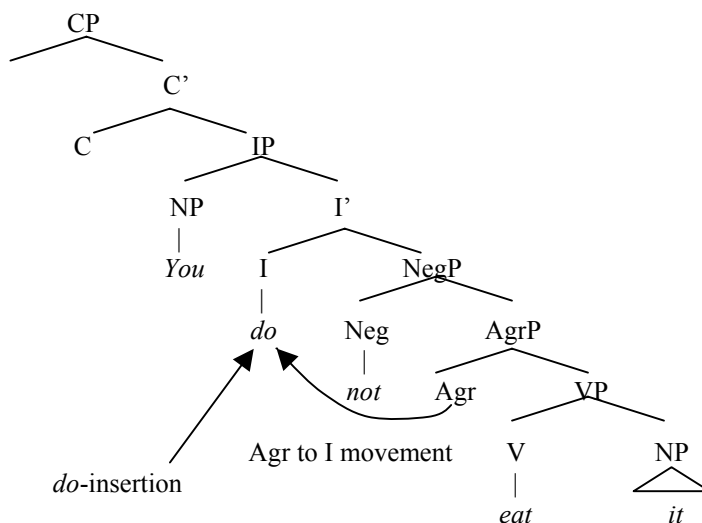 CP
C’
C IP
NP I’
You I NegP
do Neg AgrP
not Agr VP
Agr to I movement V NP
do-insertion
eat it